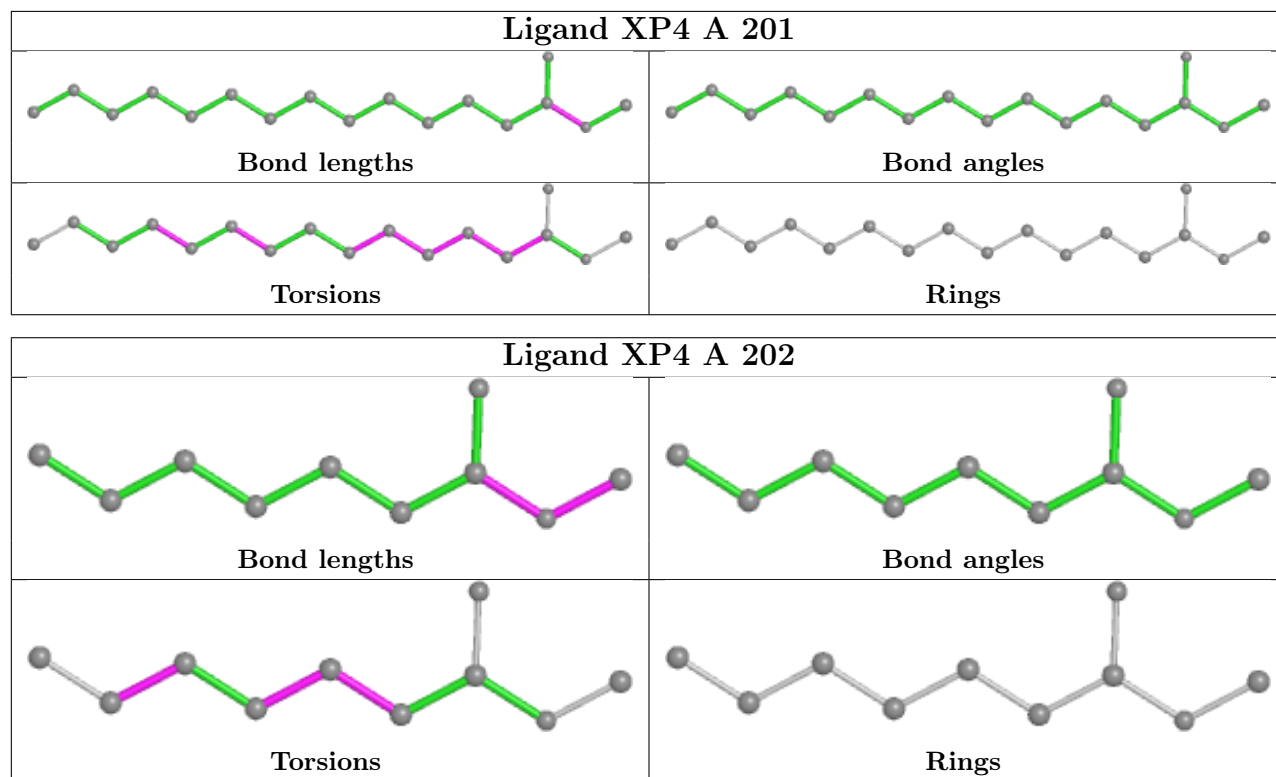 Ligand XP4 A 201
Bond lengths
Bond angles
Torsions
Rings
Ligand XP4 A 202
Bond lengths
Bond angles
Torsions
Rings